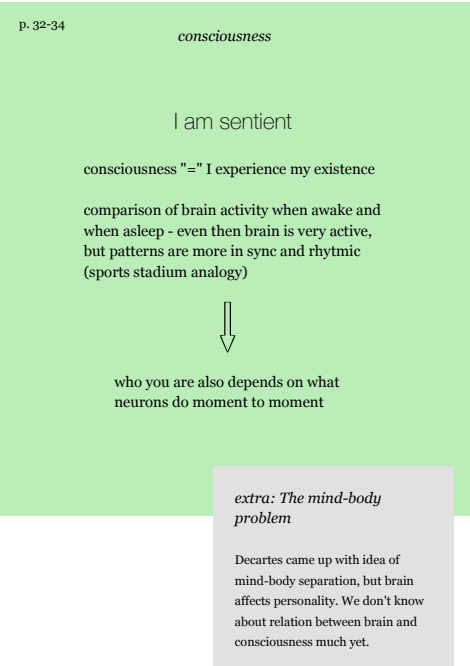 p. 32-34
consciousness
I am sentient
consciousness "=" I experience my existence
comparison of brain activity when awake and
when asleep - even then brain is very active,
but patterns are more in sync and rhytmic
(sports stadium analogy)
who you are also depends on what
neurons do moment to moment
extra: The mind-body
problem
Decartes came up with idea of
mind-body separation, but brain
affects personality. We don't know
about relation between brain and
consciousness much yet.